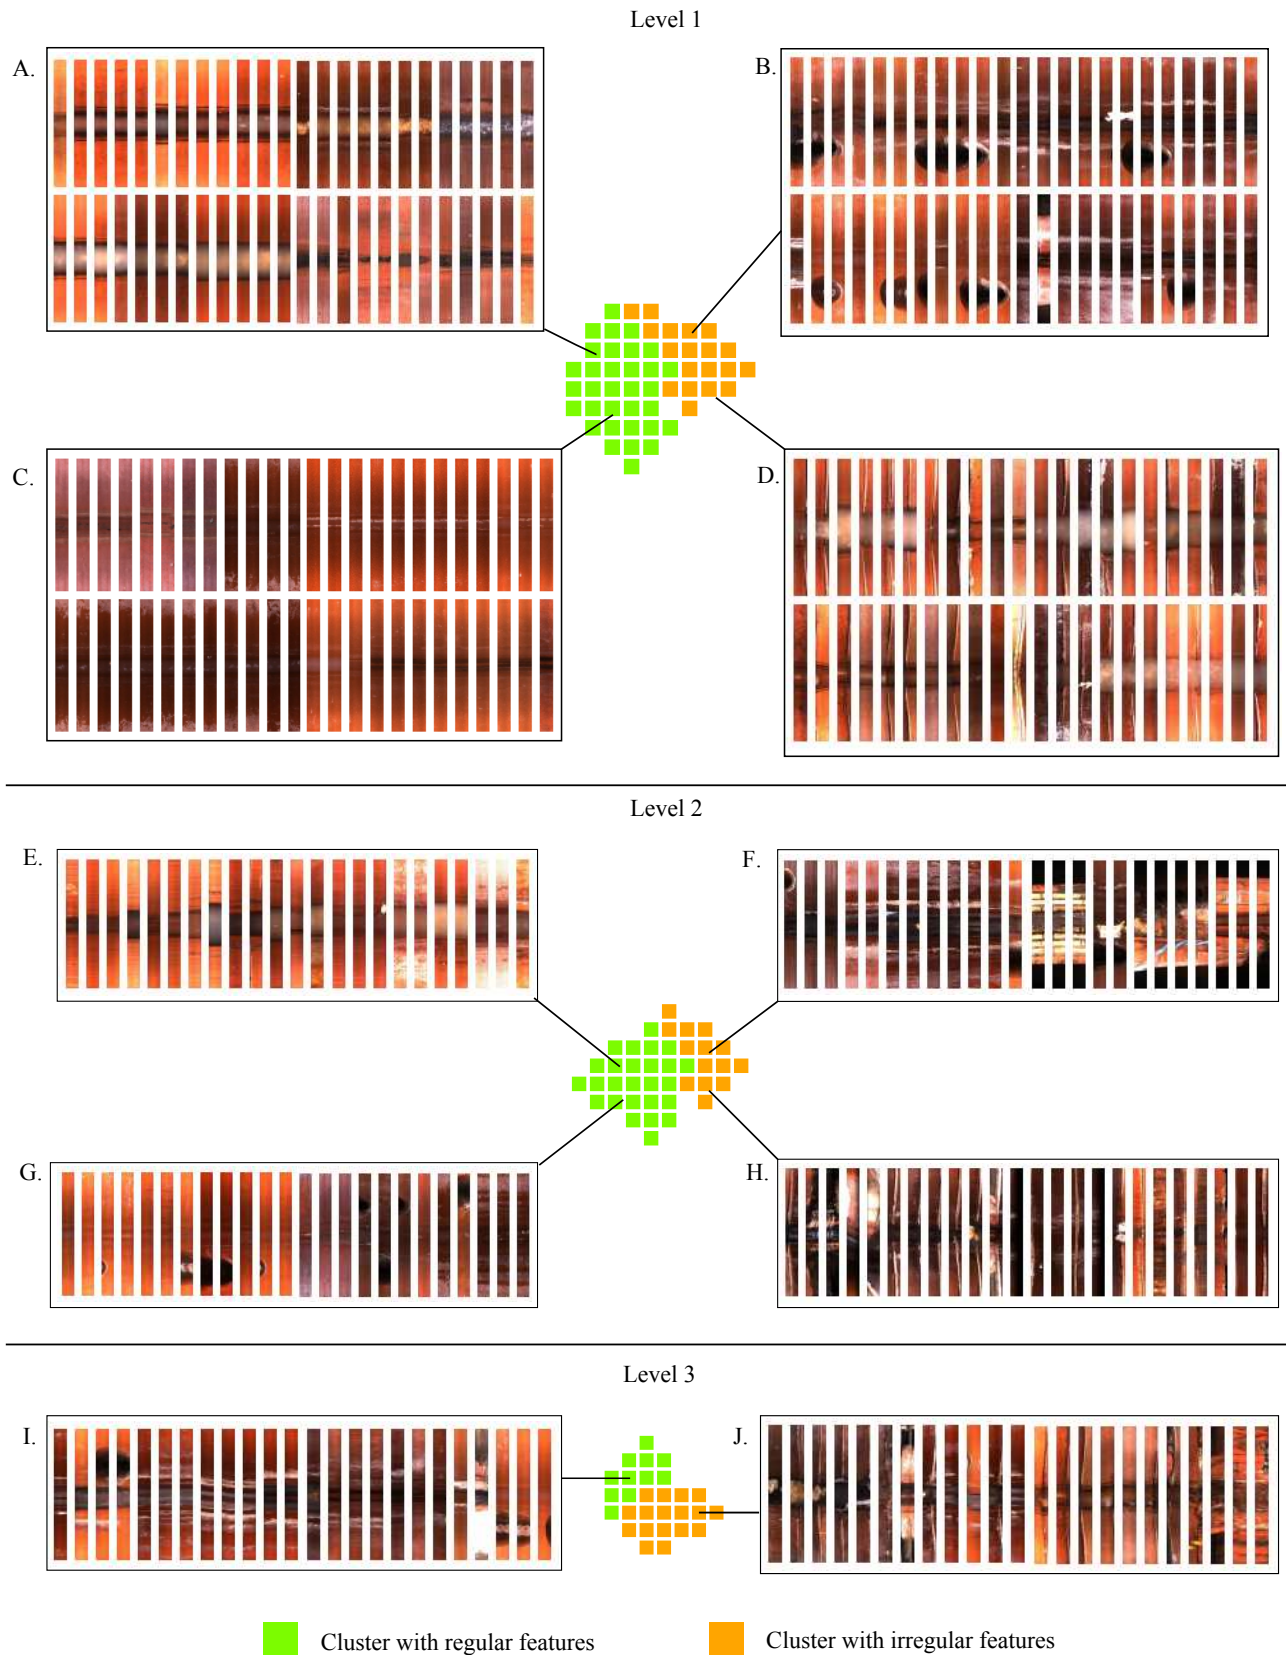 Level 1
A.
B.
C.
D.
Level 2
E.
F.
G.
H.
Level 3
I.
J.
Cluster with regular features
Cluster with irregular features